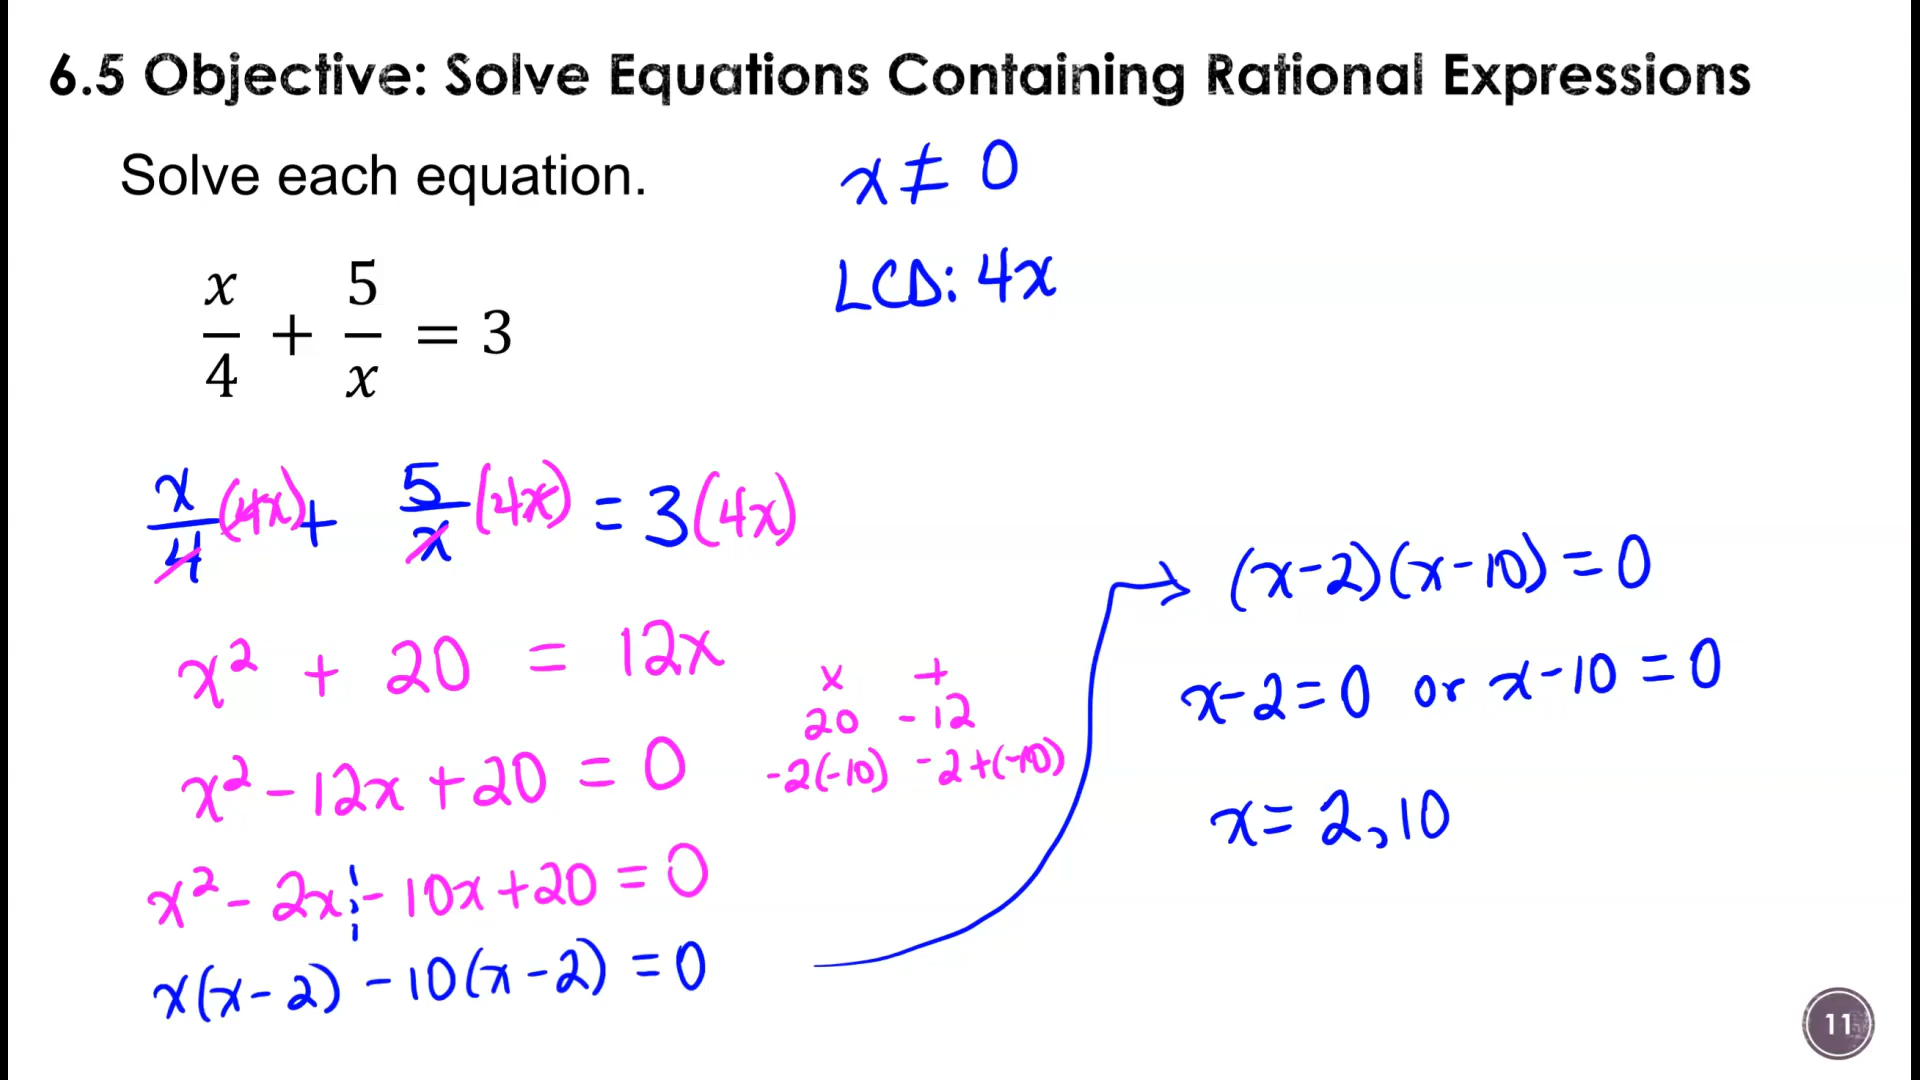 6.5 Objective: Solve Equations Containing Rational Expressions
Solve each equation.
x ≠ 0
LCD: 4x
x/4 + 5/x = 3
x/4 (4x) + 5/x (4x) = 3(4x)
x² + 20 = 12x
x +
20 -12
-2(-10) -2+(-10)
x² - 12x + 20 = 0
x² - 2x - 10x + 20 = 0
x(x-2) - 10(x-2) = 0
(x-2)(x-10) = 0
x-2=0 or x-10=0
x= 2,10
11